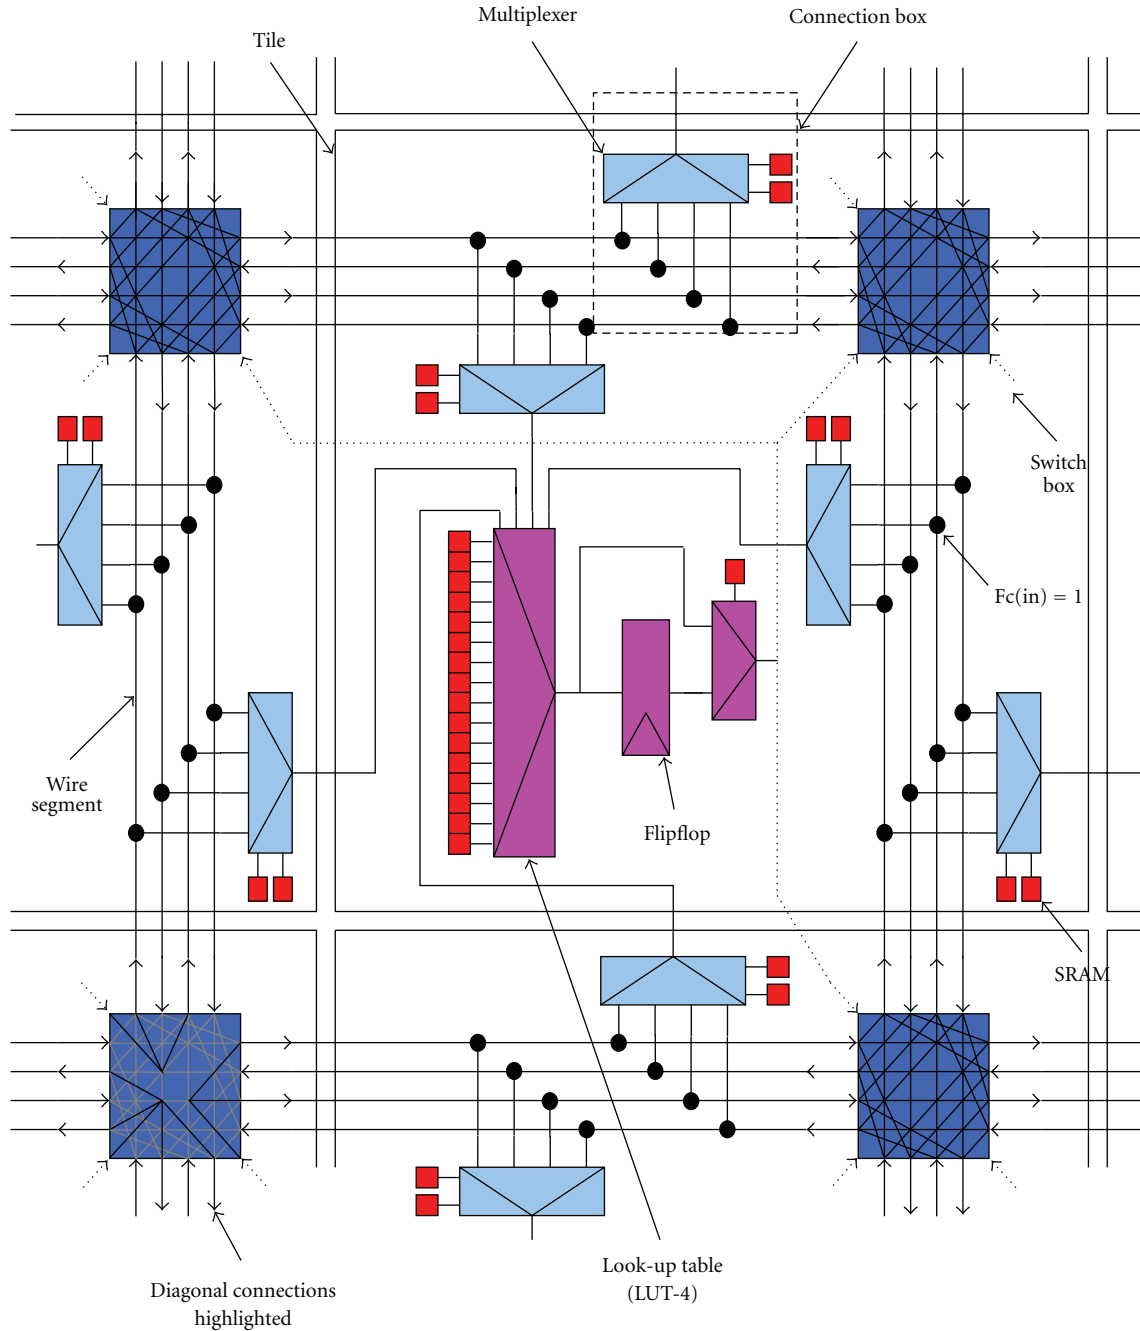 Multiplexer
Connection box
Tile
Switch
box
Fc(in) = 1
Wire
segment
Flipflop
SRAM
Look-up table
(LUT-4)
Diagonal connections
highlighted